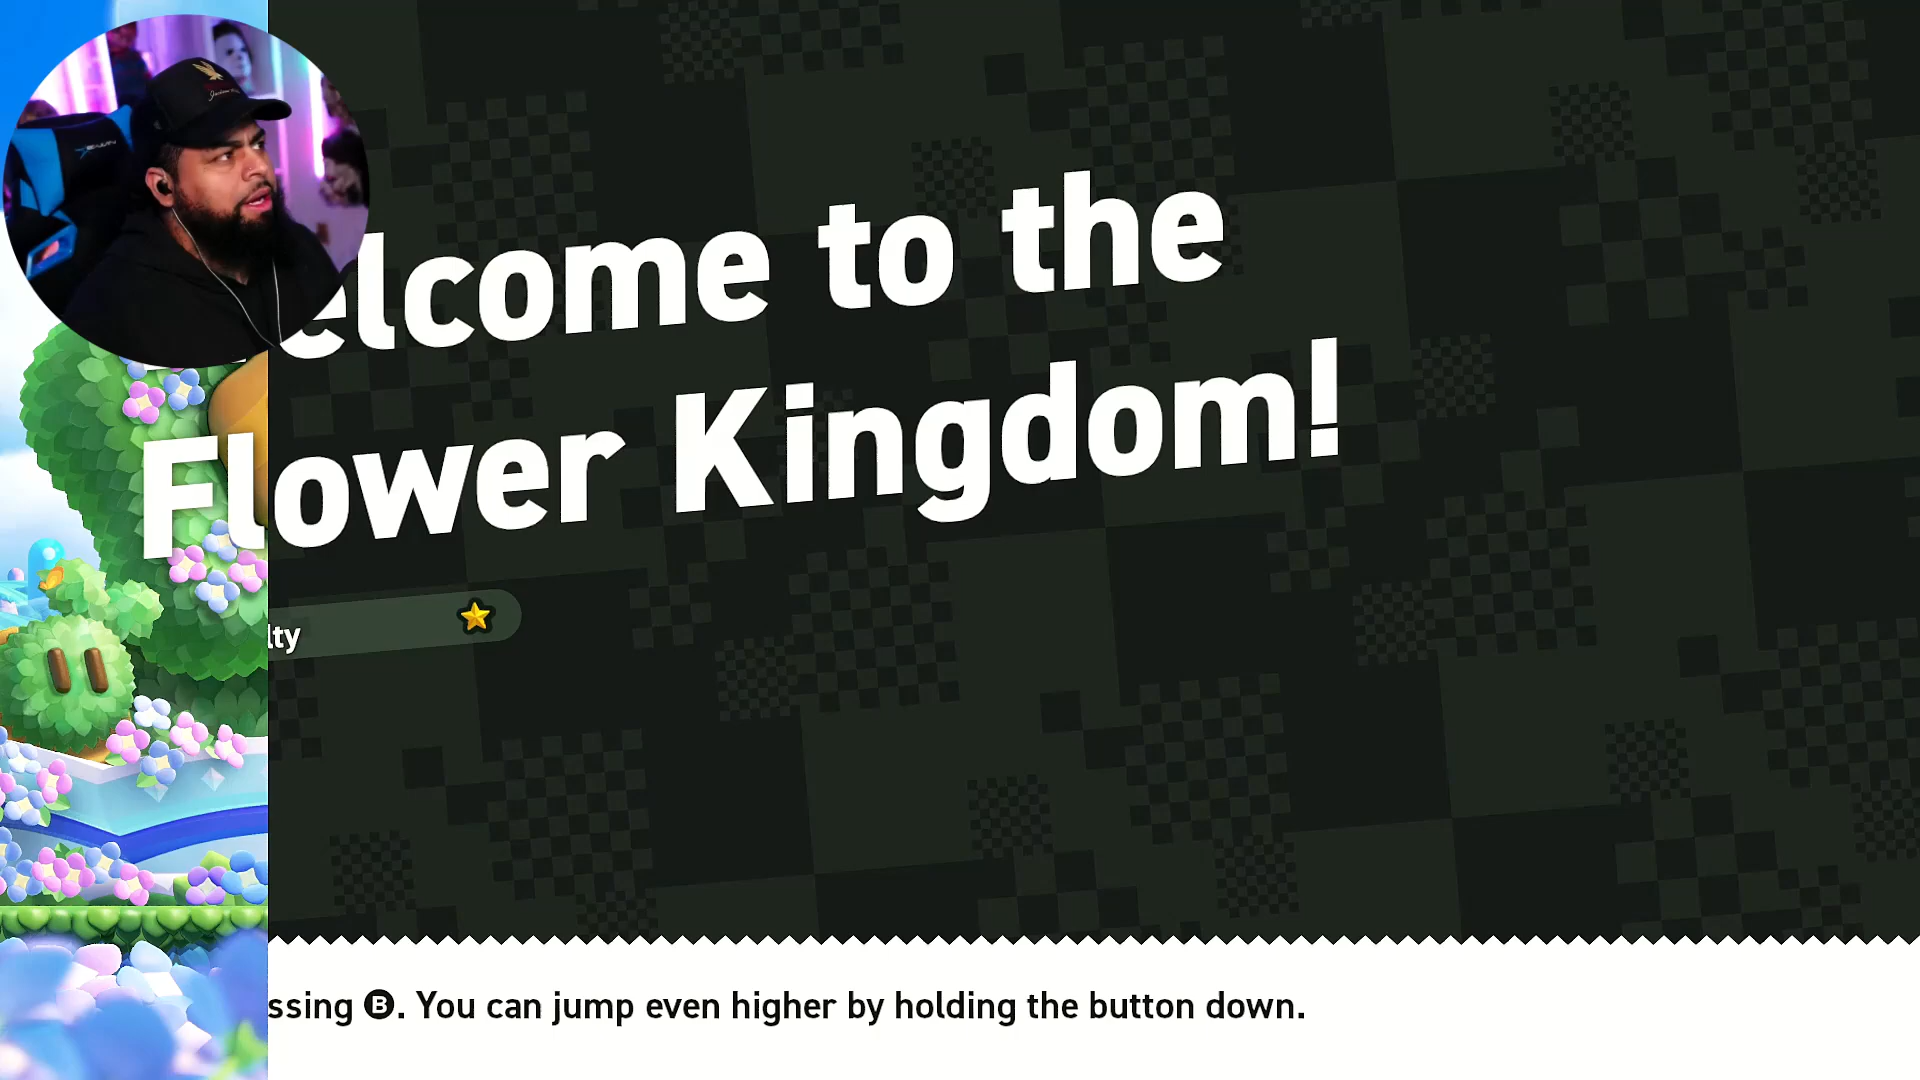 elcome to the
Flower Kingdom!
lty
ssing B. You can jump even higher by holding the button down.